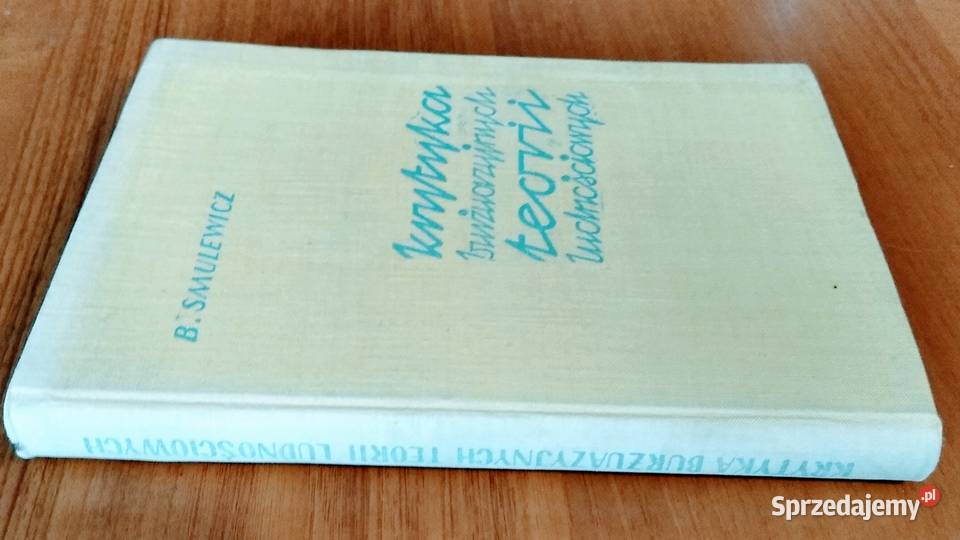 B. SMULEWICZ
krytyka
burżuazyjnych
teorii
ludnościowych
KRYTYKA BURŻUAZYJNYCH TEORII LUDNOŚCIOWYCH
Sprzedajemy.pl